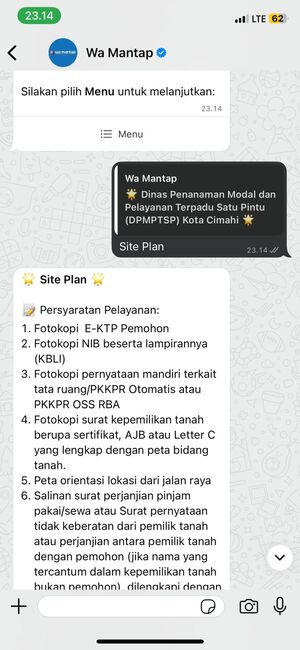 23.14
LTE 62
WA MANTAP
Wa Mantap
Silakan pilih Menu untuk melanjutkan:
23.14
Menu
Wa Mantap
🌟 Dinas Penanaman Modal dan
Pelayanan Terpadu Satu Pintu
(DPMPTSP) Kota Cimahi 🌟
Site Plan
23.14
🌟 Site Plan 🌟
📝 Persyaratan Pelayanan:
1. Fotokopi E-KTP Pemohon
2. Fotokopi NIB beserta lampirannya
(KBLI)
3. Fotokopi pernyataan mandiri terkait
tata ruang/PKKPR Otomatis atau
PKKPR OSS RBA
4. Fotokopi surat kepemilikan tanah
berupa sertifikat, AJB atau Letter C
yang lengkap dengan peta bidang
tanah.
5. Peta orientasi lokasi dari jalan raya
6. Salinan surat perjanjian pinjam
pakai/sewa atau Surat pernyataan
tidak keberatan dari pemilik tanah
atau perjanjian antara pemilik tanah
dengan pemohon (jika nama yang
tercantum dalam kepemilikan tanah
bukan pemohon), dilengkapi dengan